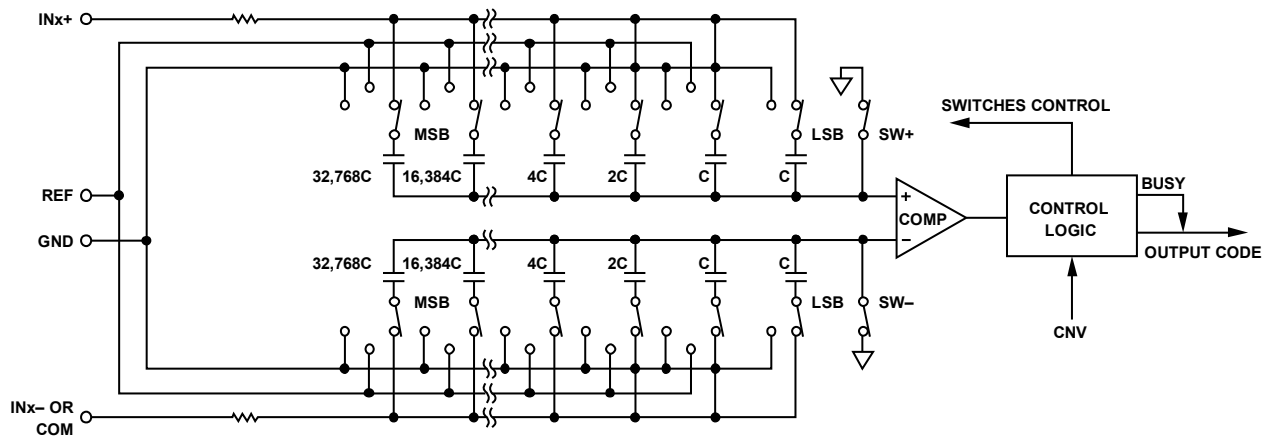 INx+
MSB
LSB
SW+
32,768C
16,384C
4C
2C
C
C
SWITCHES CONTROL
REF
GND
+
COMP
−
CONTROL
LOGIC
BUSY
OUTPUT CODE
32,768C
16,384C
4C
2C
C
C
MSB
LSB
SW–
CNV
INx– OR
COM